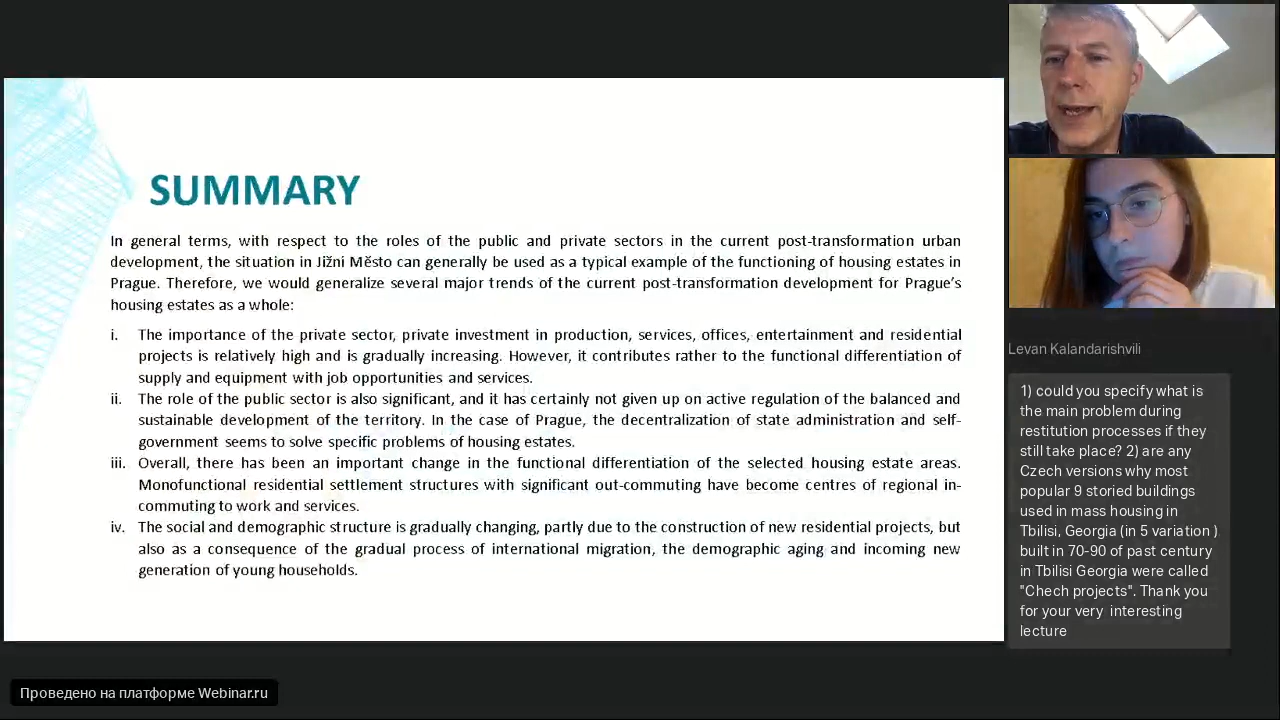 SUMMARY
In general terms, with respect to the roles of the public and private sectors in the current post-transformation urban
development, the situation in Jižní Město can generally be used as a typical example of the functioning of housing estates in
Prague. Therefore, we would generalize several major trends of the current post-transformation development for Prague's
housing estates as a whole:
i. The importance of the private sector, private investment in production, services, offices, entertainment and residential
projects is relatively high and is gradually increasing. However, it contributes rather to the functional differentiation of
supply and equipment with job opportunities and services.
ii. The role of the public sector is also significant, and it has certainly not given up on active regulation of the balanced and
sustainable development of the territory. In the case of Prague, the decentralization of state administration and self-
government seems to solve specific problems of housing estates.
iii. Overall, there has been an important change in the functional differentiation of the selected housing estate areas.
Monofunctional residential settlement structures with significant out-commuting have become centres of regional in-
commuting to work and services.
iv. The social and demographic structure is gradually changing, partly due to the construction of new residential projects, but
also as a consequence of the gradual process of international migration, the demographic aging and incoming new
generation of young households.
Levan Kalandarishvili
1) could you specify what is
the main problem during
restitution processes if they
still take place? 2) are any
Czech versions why most
popular 9 storied buildings
used in mass housing in
Tbilisi, Georgia (in 5 variation )
built in 70-90 of past century
in Tbilisi Georgia were called
"Chech projects". Thank you
for your very interesting
lecture
Проведено на платформе Webinar.ru